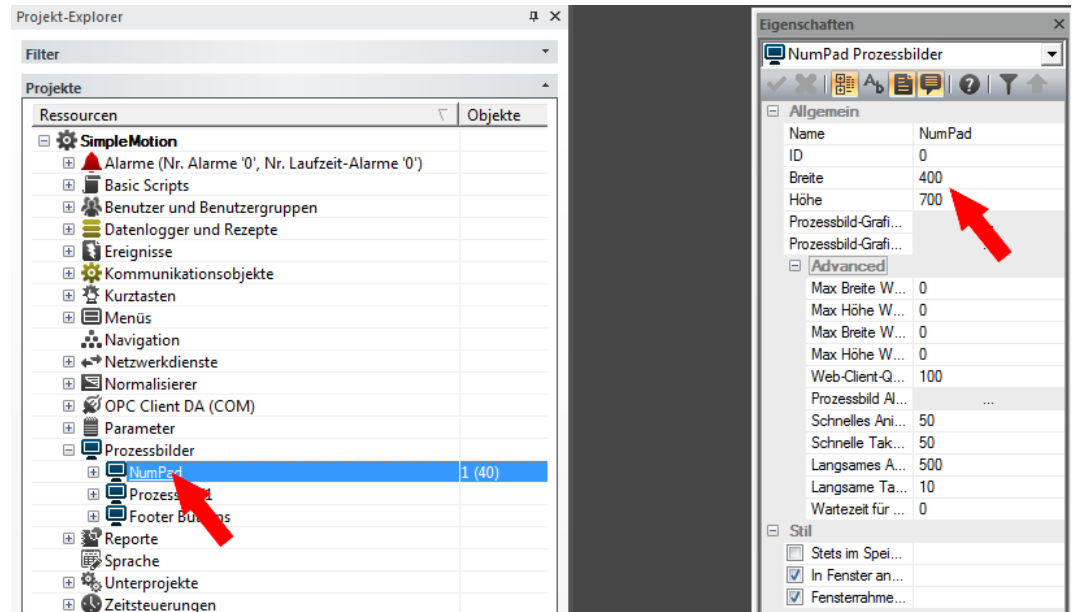 Projekt-Explorer
Filter
Projekte
Ressourcen Objekte
SimpleMotion
Alarme (Nr. Alarme '0', Nr. Laufzeit-Alarme '0')
Basic Scripts
Benutzer und Benutzergruppen
Datenlogger und Rezepte
Ereignisse
Kommunikationsobjekte
Kurztasten
Menüs
Navigation
Netzwerkdienste
Normalisierer
OPC Client DA (COM)
Parameter
Prozessbilder
NumPad 1 (40)
Footer
Reporte
Sprache
Unterprojekte
Zeitsteuerungen
Eigenschaften
NumPad Prozessbilder
Allgemein
Name NumPad
ID 0
Breite 400
Höhe 700
Prozessbild-Grafi...
Prozessbild-Grafi...
Advanced
Max Breite W... 0
Max Höhe W... 0
Max Breite W... 0
Max Höhe W... 0
Web-Client-Q... 100
Prozessbild Al... ...
Schnelles Ani... 50
Schnelle Tak... 50
Langsames A... 500
Langsame Ta... 10
Wartezeit für ... 0
Stil
Stets im Spei...
In Fenster an...
Fensterrahme...